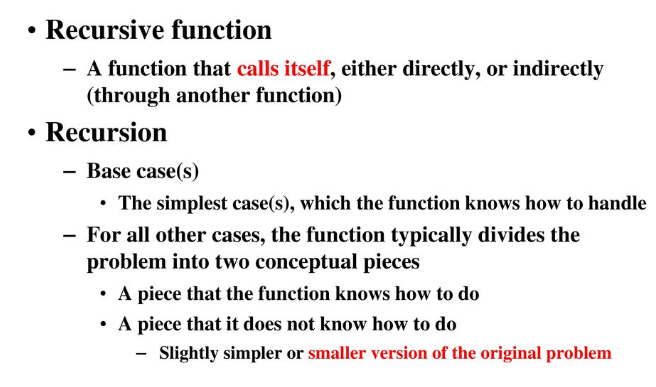 • Recursive function
– A function that calls itself, either directly, or indirectly
(through another function)
• Recursion
– Base case(s)
• The simplest case(s), which the function knows how to handle
– For all other cases, the function typically divides the
problem into two conceptual pieces
• A piece that the function knows how to do
• A piece that it does not know how to do
– Slightly simpler or smaller version of the original problem